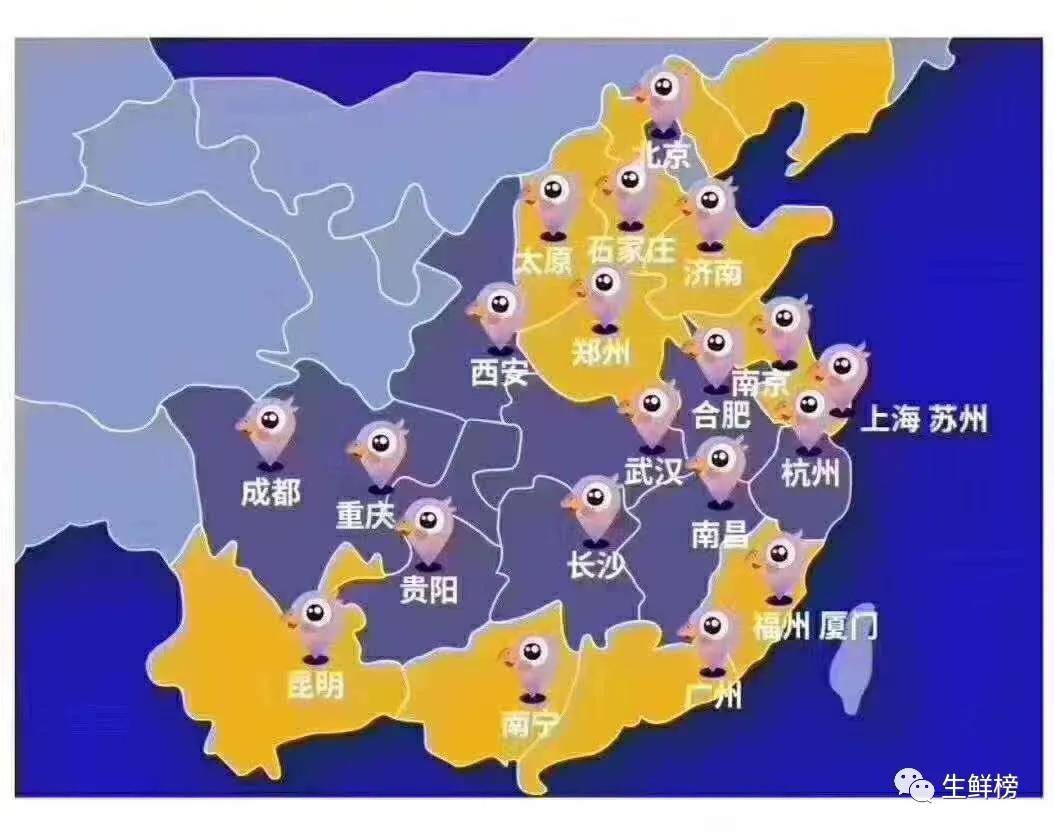 北京
太原
石家庄
济南
郑州
西安
南京
合肥
上海 苏州
武汉
杭州
成都
重庆
南昌
长沙
贵阳
福州 厦门
昆明
广州
南宁
生鲜榜